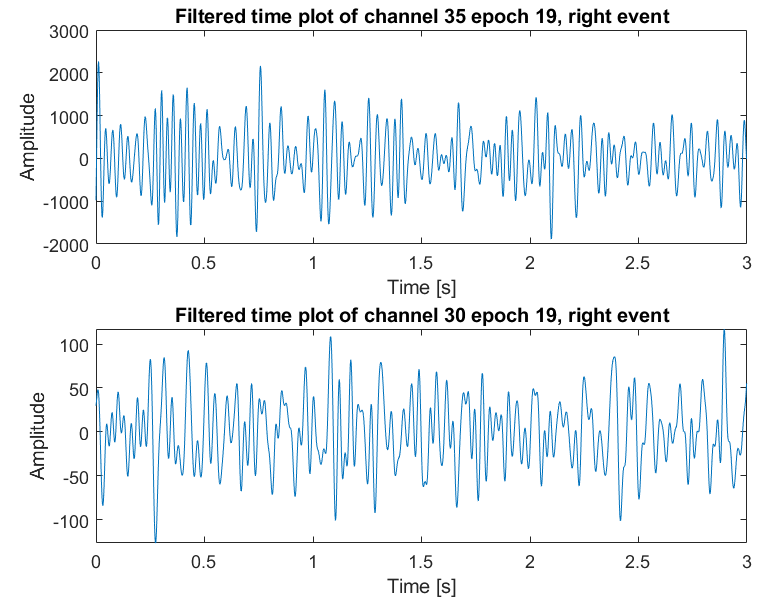 Filtered time plot of channel 35 epoch 19, right event
3000
2000
1000
0
-1000
-2000
Amplitude
0 0.5 1 1.5 2 2.5 3
Time [s]
Filtered time plot of channel 30 epoch 19, right event
100
50
0
-50
-100
Amplitude
0 0.5 1 1.5 2 2.5 3
Time [s]